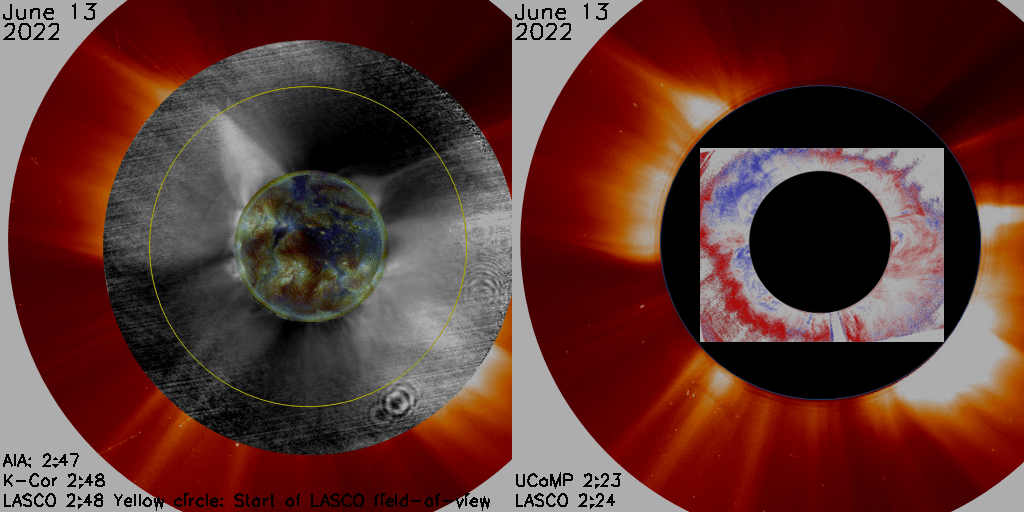 June 13
2022
AIA: 2:47
K-Cor 2:48
LASCO 2:48 Yellow circle: Start of LASCO field-of-view
June 13
2022
UCoMP 2:23
LASCO 2:24